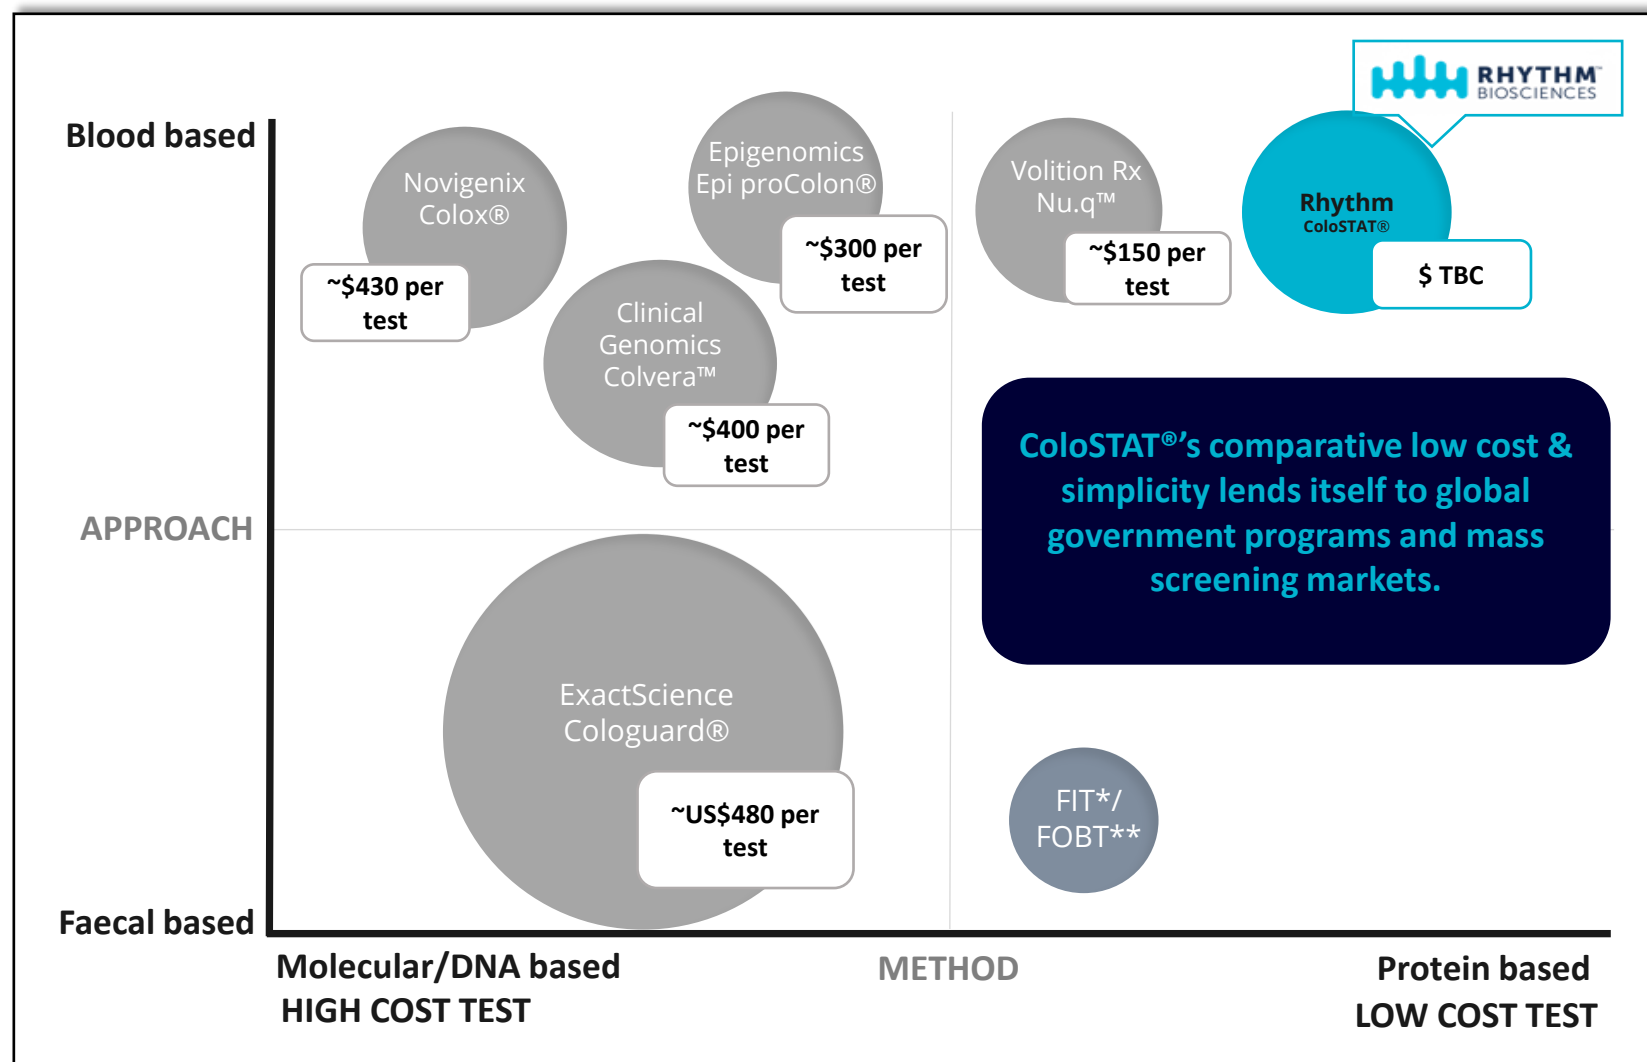 RHYTHM™
BIOSCIENCES
Blood based
Novigenix
Colox®
~$430 per
test
Epigenomics
Epi proColon®
~$300 per
test
Volition Rx
Nu.q™
~$150 per
test
Rhythm
ColoSTAT®
$ TBC
Clinical
Genomics
Colvera™
~$400 per
test
ColoSTAT®’s comparative low cost &
simplicity lends itself to global
government programs and mass
screening markets.
APPROACH
ExactScience
Cologuard®
~US$480 per
test
FIT*/
FOBT**
Faecal based
Molecular/DNA based
HIGH COST TEST
METHOD
Protein based
LOW COST TEST